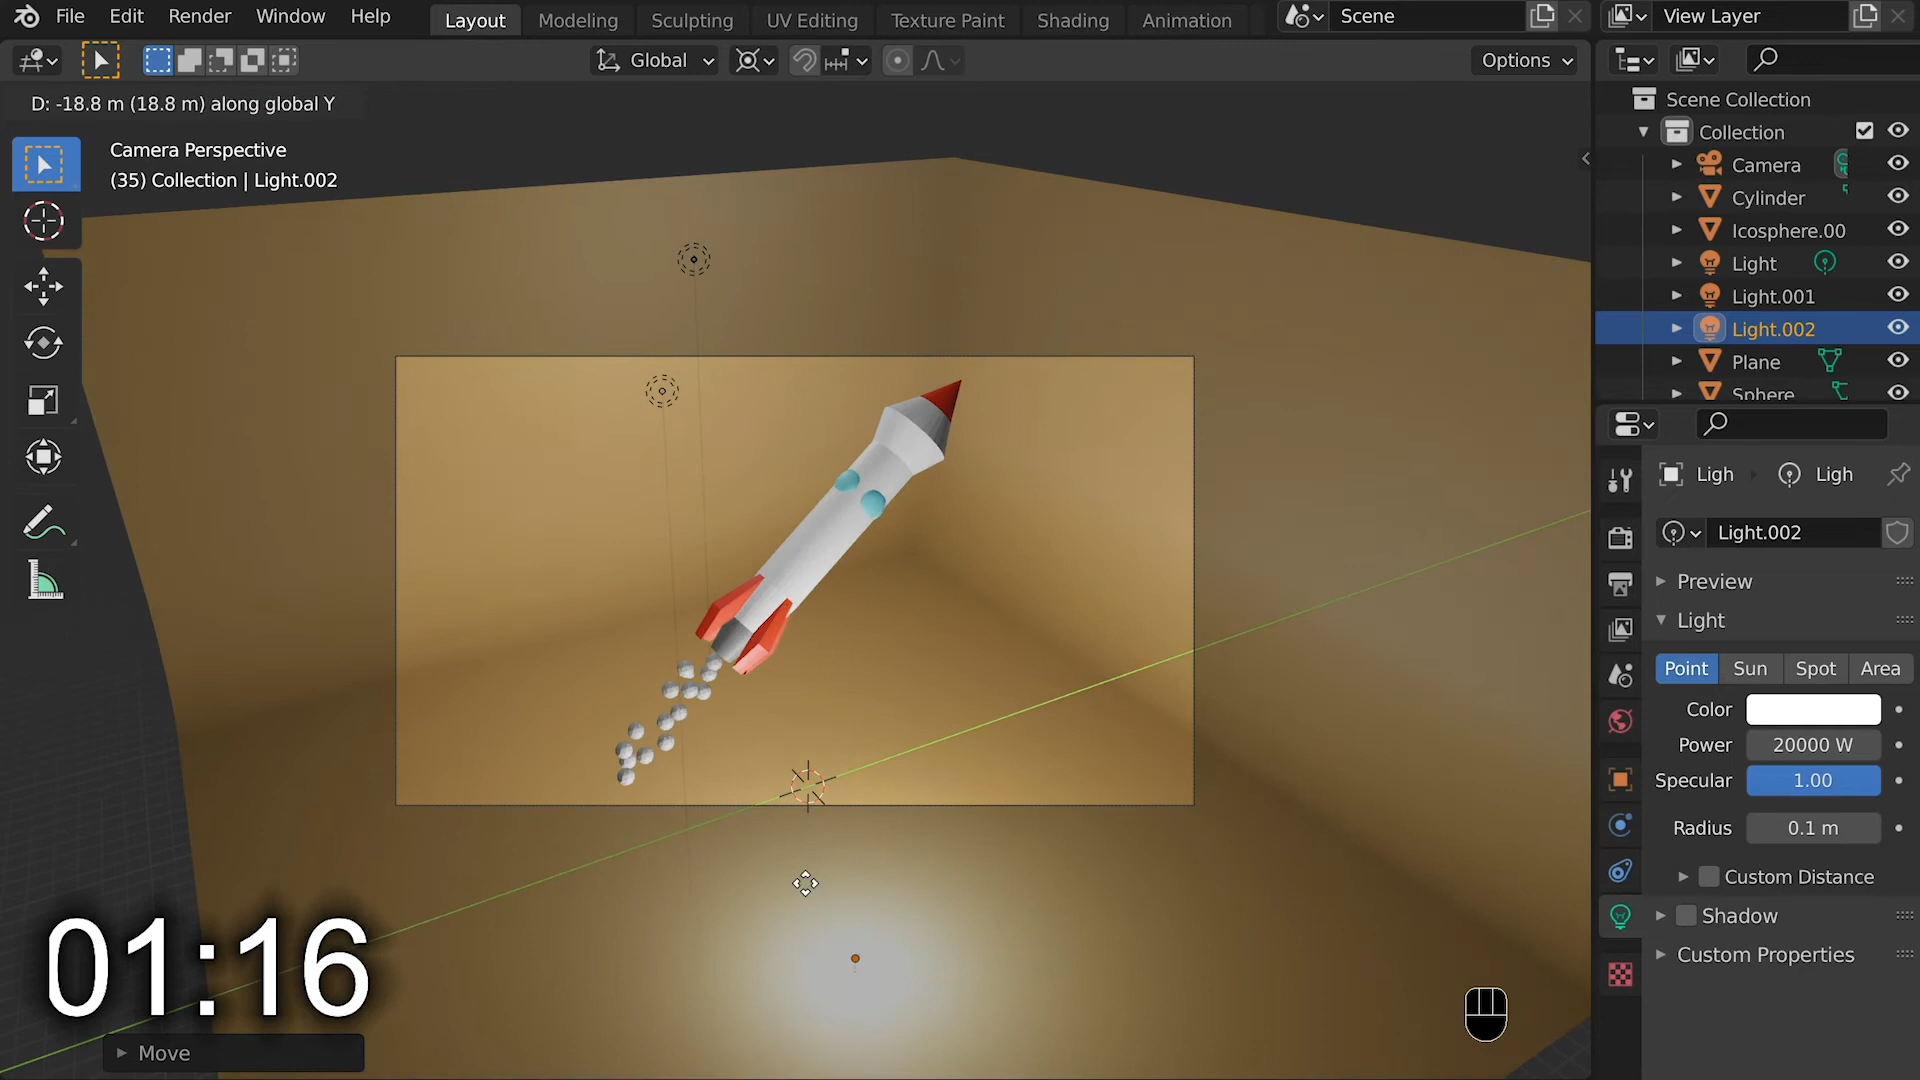 File Edit Render Window Help Layout Modeling Sculpting UV Editing Texture Paint Shading Animation Scene View Layer
Global Options
D: -18.8 m (18.8 m) along global Y
Camera Perspective
(35) Collection | Light.002
Scene Collection
Collection
Camera
Cylinder
Icosphere.00
Light
Light.001
Light.002
Plane
Sphere
Ligh Ligh
Light.002
Preview
Light
Point Sun Spot Area
Color
Power 20000 W
Specular 1.00
Radius 0.1 m
Custom Distance
Shadow
Custom Properties
01:16
Move